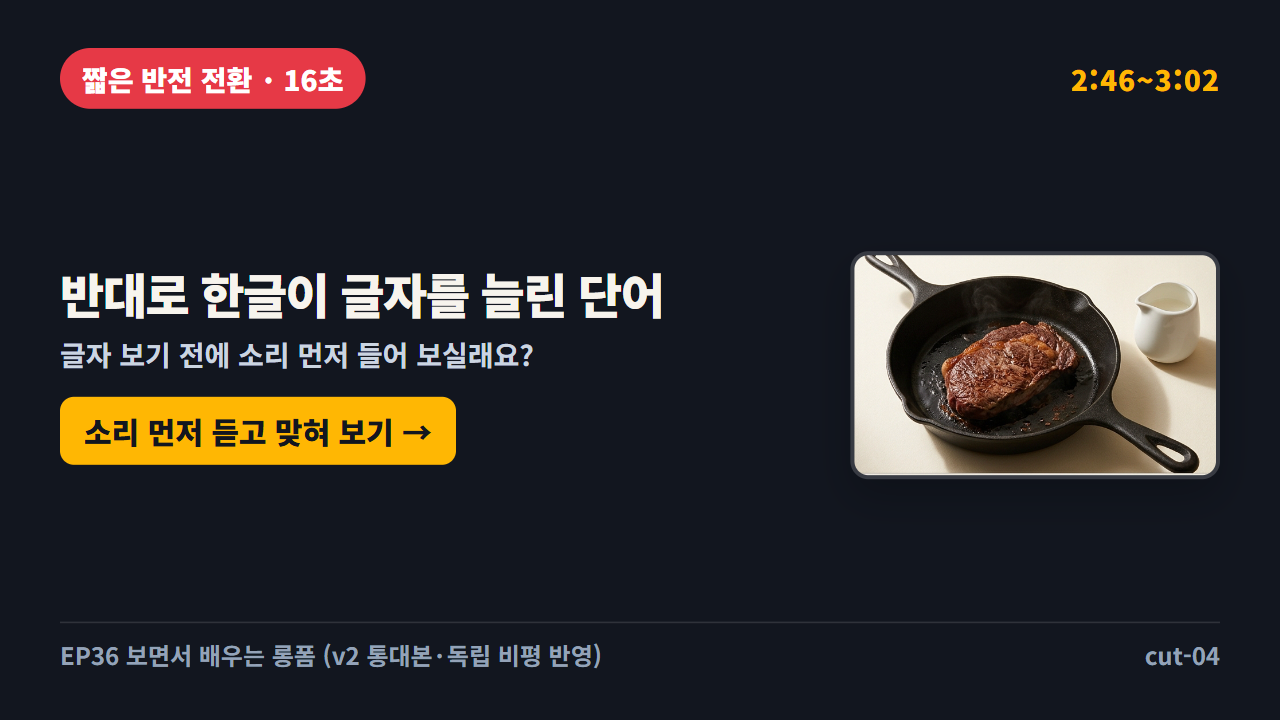 짧은 반전 전환 · 16초
2:46~3:02
반대로 한글이 글자를 늘린 단어
글자 보기 전에 소리 먼저 들어 보실래요?
소리 먼저 듣고 맞혀 보기 →
EP36 보면서 배우는 롱폼 (v2 통대본·독립 비평 반영)
cut-04